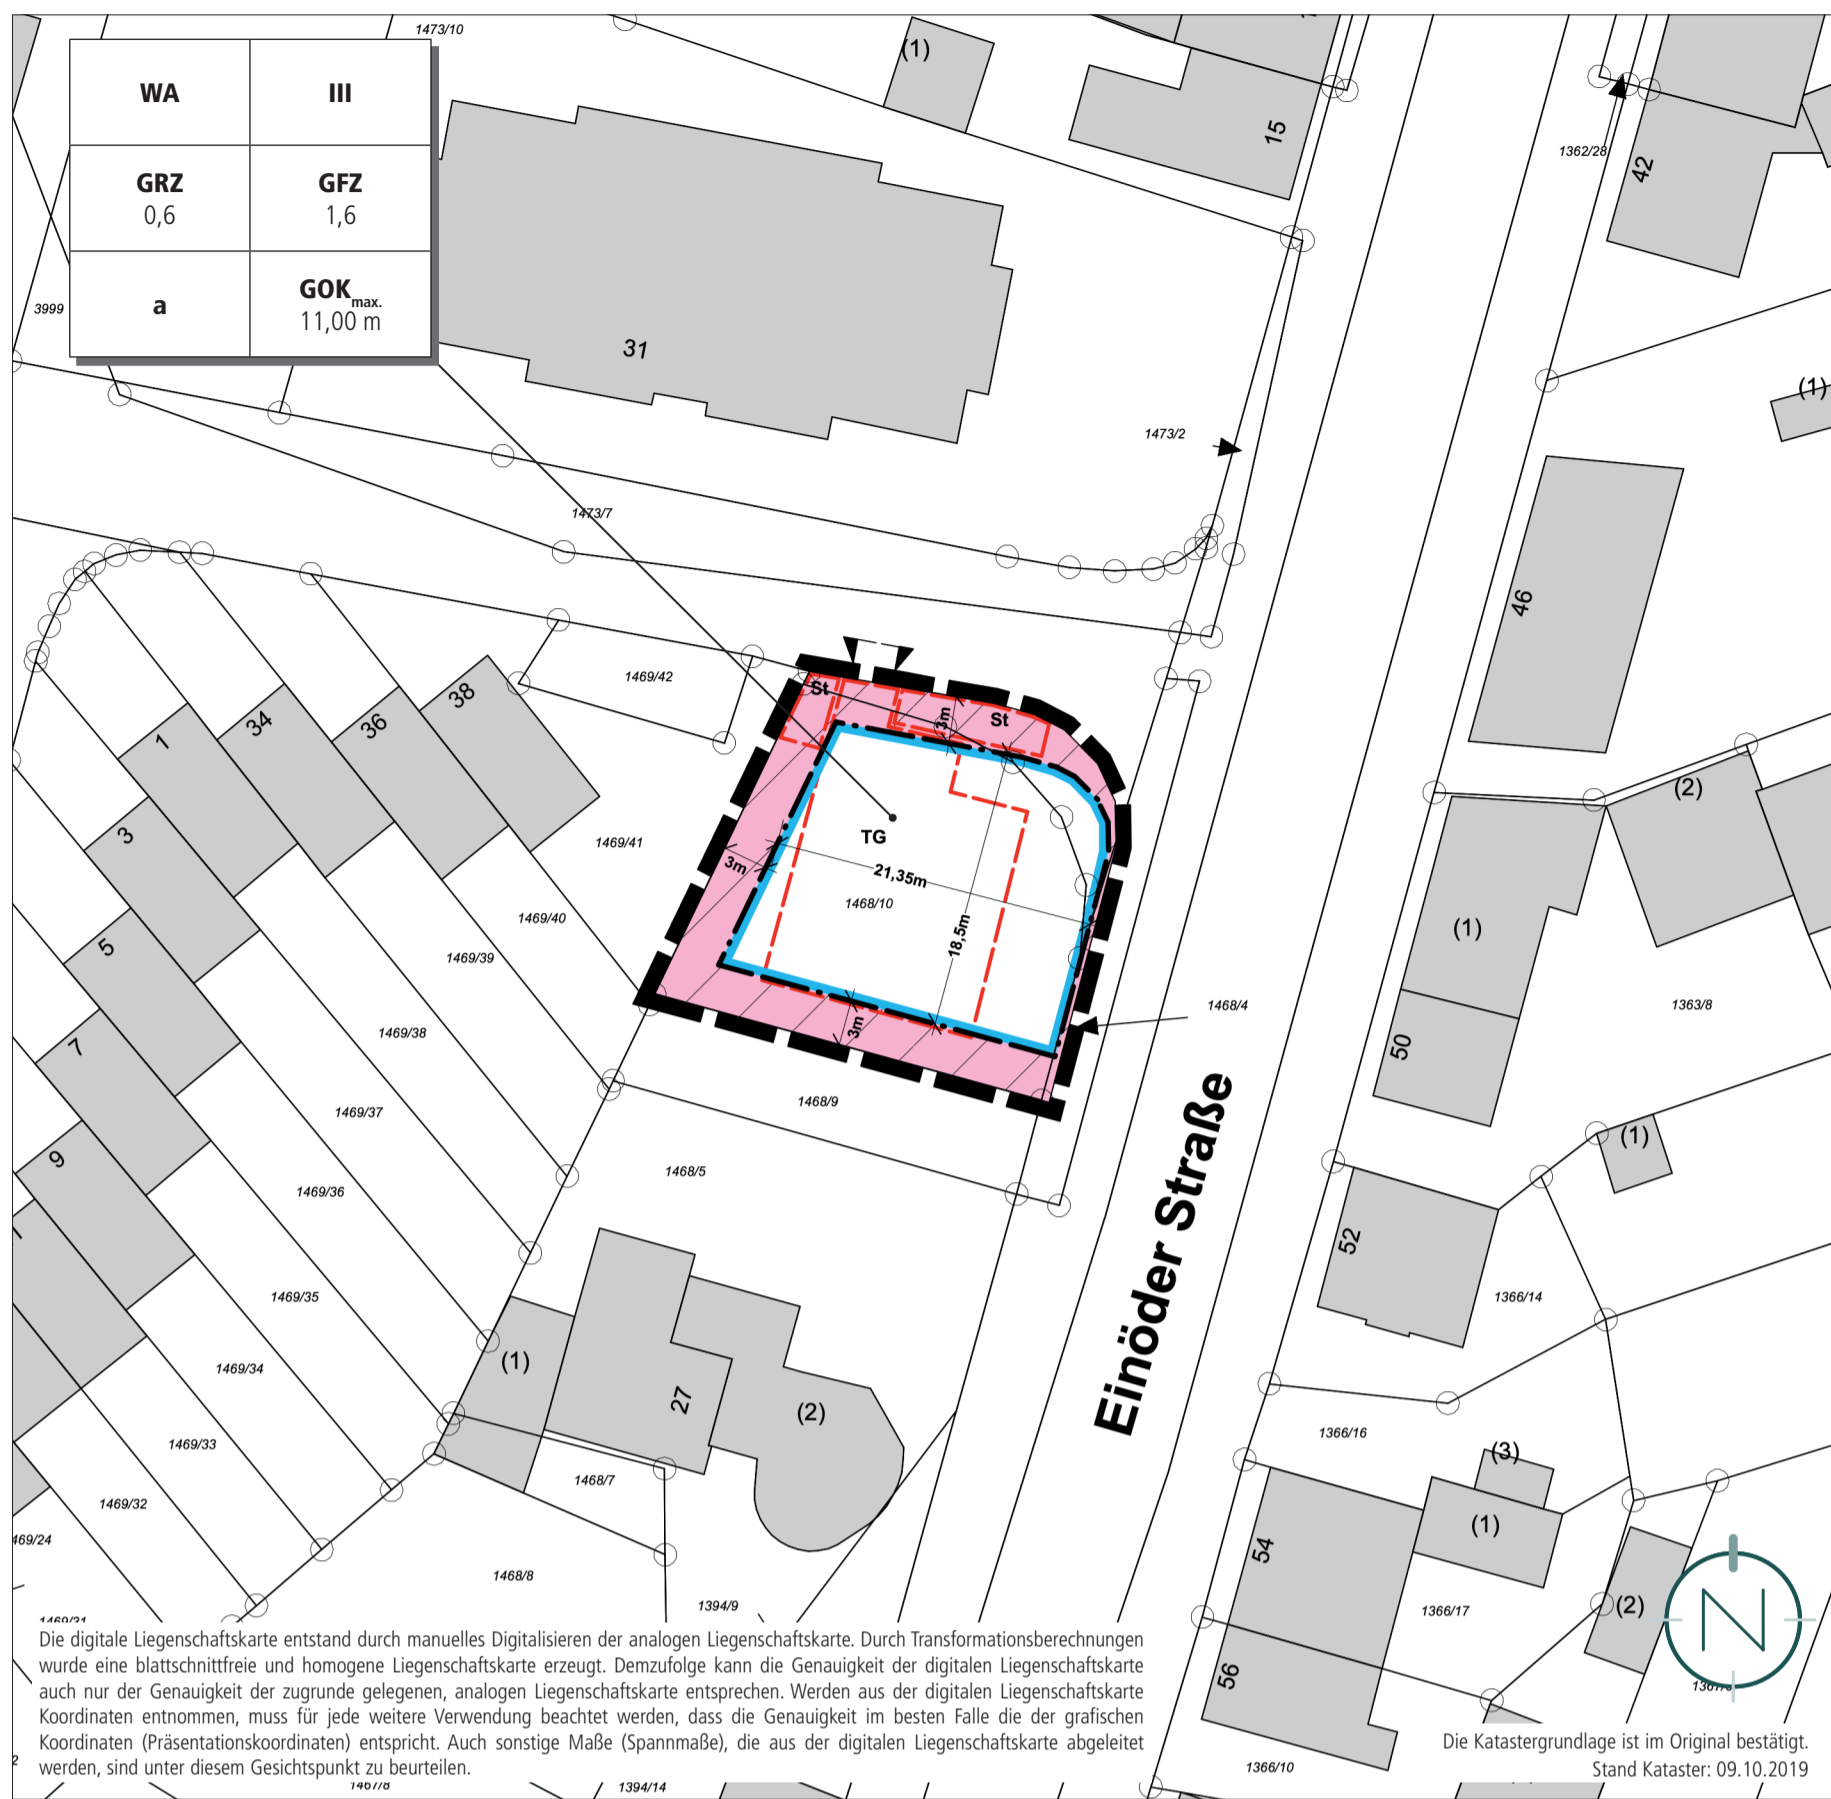 1473/10
(1)
WA
III
GRZ
0,6
GFZ
1,6
a
GOK max.
11,00 m
15
1362/28
42
3999
31
1473/2
(1)
1473/7
46
1469/42
St
3m
St
38
36
34
1
3
5
7
9
1469/41
1469/40
1469/39
1469/38
1469/37
1469/36
1469/35
1469/34
1469/33
1469/32
469/24
1469/31
TG
3m
21,35m
1468/10
18,5m
3m
1468/4
1468/9
1468/5
Einöder Straße
(2)
(1)
50
1363/8
(1)
52
1366/14
1366/16
(3)
(1)
54
(2)
1366/17
56
1366/10
(1)
27
(2)
1468/7
1468/8
1394/9
N
Die digitale Liegenschaftskarte entstand durch manuelles Digitalisieren der analogen Liegenschaftskarte. Durch Transformationsberechnungen
wurde eine blattschnittfreie und homogene Liegenschaftskarte erzeugt. Demzufolge kann die Genauigkeit der digitalen Liegenschaftskarte
auch nur der Genauigkeit der zugrunde gelegenen, analogen Liegenschaftskarte entsprechen. Werden aus der digitalen Liegenschaftskarte
Koordinaten entnommen, muss für jede weitere Verwendung beachtet werden, dass die Genauigkeit im besten Falle die der grafischen
Koordinaten (Präsentationskoordinaten) entspricht. Auch sonstige Maße (Spannmaße), die aus der digitalen Liegenschaftskarte abgeleitet
werden, sind unter diesem Gesichtspunkt zu beurteilen.
Die Katastergrundlage ist im Original bestätigt.
Stand Kataster: 09.10.2019
1467/8
1394/14